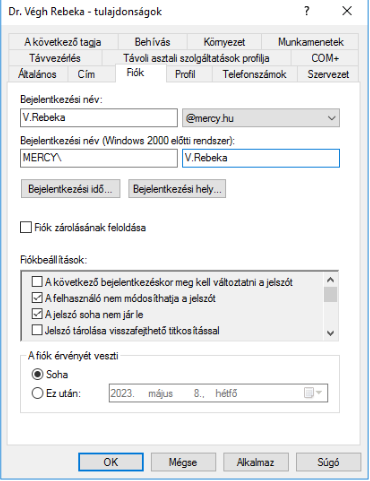 Dr. Végh Rebeka - tulajdonságok
A következő tagja Behívás Környezet Munkamenetek
Távvezérlés Távoli asztali szolgáltatások profilja COM+
Általános Cím Fiók Profil Telefonszámok Szervezet
Bejelentkezési név:
V.Rebeka @mercy.hu
Bejelentkezési név (Windows 2000 előtti rendszer):
MERCY\ V.Rebeka
Bejelentkezési idő... Bejelentkezési hely...
Fiók zárolásának feloldása
Fiókbeállítások:
A következő bejelentkezéskor meg kell változtatni a jelszót
A felhasználó nem módosíthatja a jelszót
A jelszó soha nem jár le
Jelszó tárolása visszafejthető titkosítással
A fiók érvényét veszti
Soha
Ez után: 2023. május 8., hétfő
OK Mégse Alkalmaz Súgó